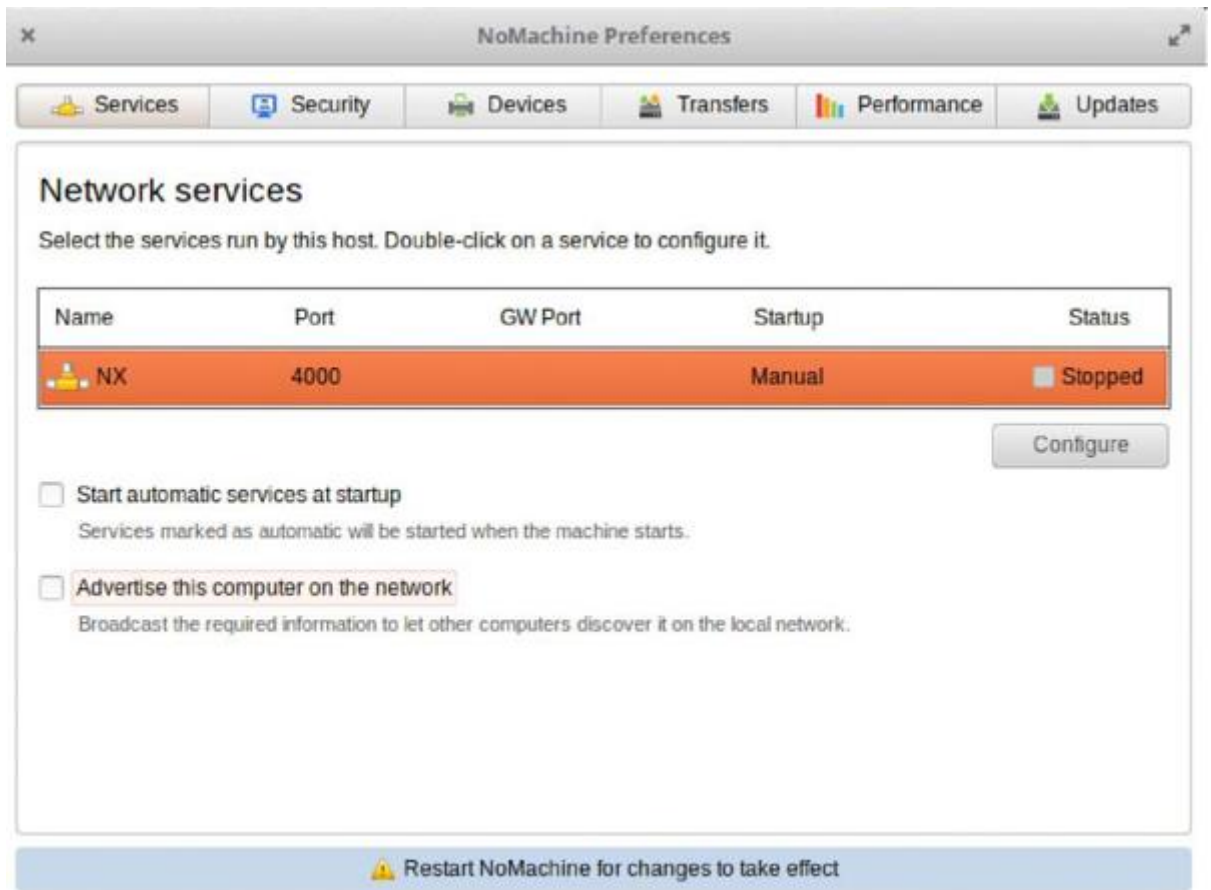 NoMachine Preferences
Services Security Devices Transfers Performance Updates
Network services
Select the services run by this host. Double-click on a service to configure it.
Name Port GW Port Startup Status
NX 4000 Manual Stopped
Configure
Start automatic services at startup
Services marked as automatic will be started when the machine starts.
Advertise this computer on the network
Broadcast the required information to let other computers discover it on the local network.
Restart NoMachine for changes to take effect